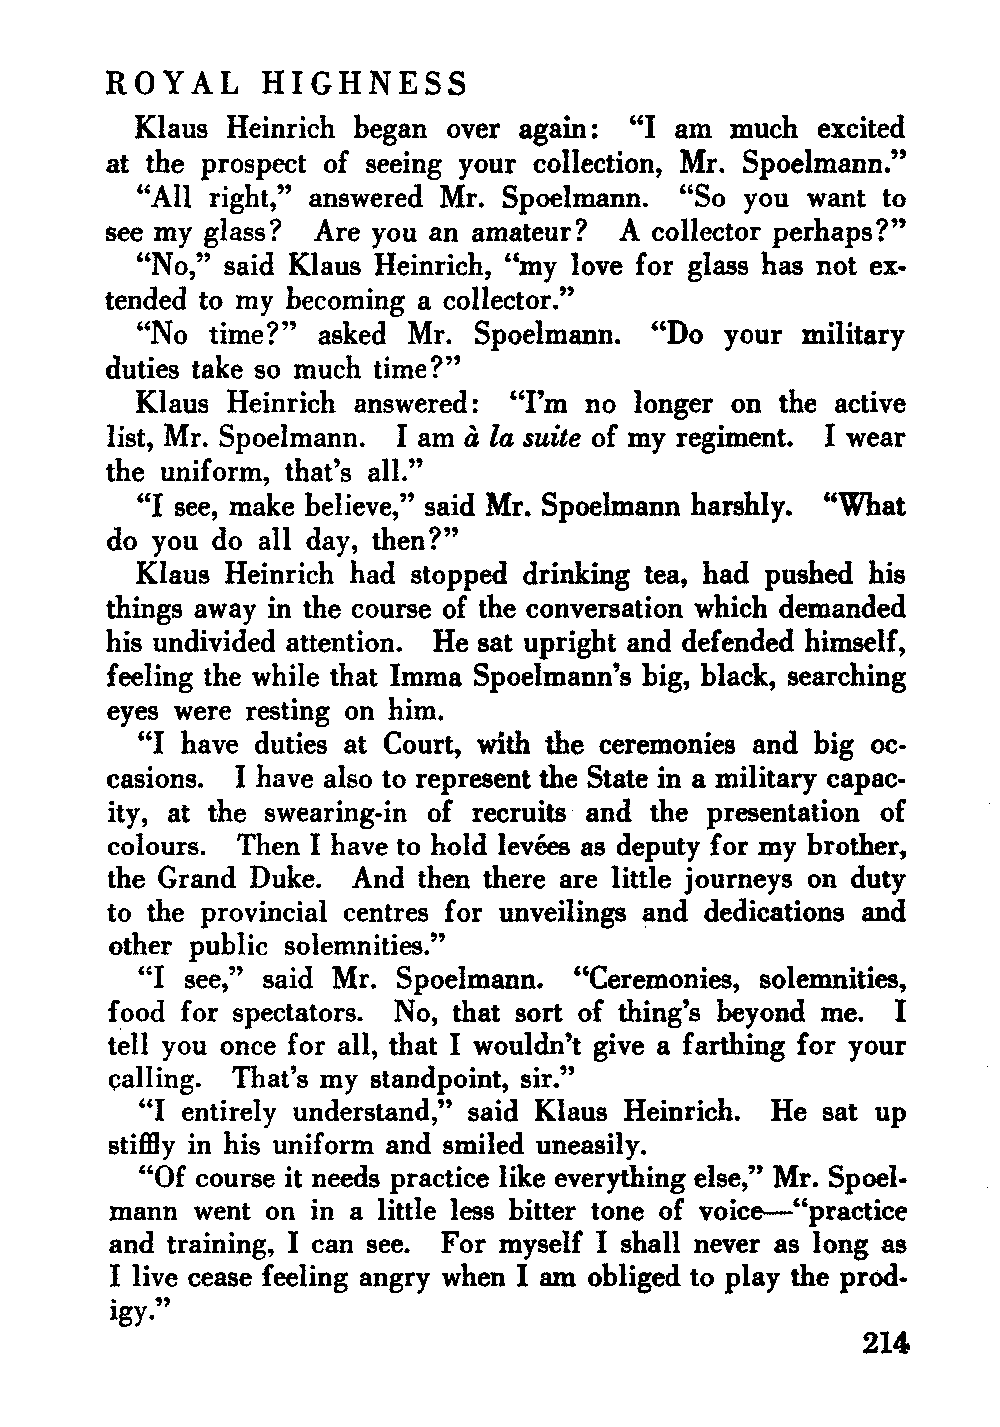 ROYAL HIGHNESS
Klaus Heinrich began over again: “I am much excited
at the prospect of seeing your collection, Mr. Spoelmann.”
“All right,” answered Mr. Spoelmann. “So you want to
see my glass? Are you an amateur? A collector perhaps?”
“No,” said Klaus Heinrich, “my love for glass has not ex-
tended to my becoming a collector.”
“No time?” asked Mr. Spoelmann. “Do your military
duties take so much time?”
Klaus Heinrich answered: “I’m no longer on the active
list, Mr. Spoelmann. I am à la suite of my regiment. I wear
the uniform, that’s all.”
“I see, make believe,” said Mr. Spoelmann harshly. “What
do you do all day, then?”
Klaus Heinrich had stopped drinking tea, had pushed his
things away in the course of the conversation which demanded
his undivided attention. He sat upright and defended himself,
feeling the while that Imma Spoelmann’s big, black, searching
eyes were resting on him.
“I have duties at Court, with the ceremonies and big oc-
casions. I have also to represent the State in a military capac-
ity, at the swearing-in of recruits and the presentation of
colours. Then I have to hold levées as deputy for my brother,
the Grand Duke. And then there are little journeys on duty
to the provincial centres for unveilings and dedications and
other public solemnities.”
“I see,” said Mr. Spoelmann. “Ceremonies, solemnities,
food for spectators. No, that sort of thing’s beyond me. I
tell you once for all, that I wouldn’t give a farthing for your
calling. That’s my standpoint, sir.”
“I entirely understand,” said Klaus Heinrich. He sat up
stiffly in his uniform and smiled uneasily.
“Of course it needs practice like everything else,” Mr. Spoel-
mann went on in a little less bitter tone of voice—“practice
and training, I can see. For myself I shall never as long as
I live cease feeling angry when I am obliged to play the prod-
igy.”
214